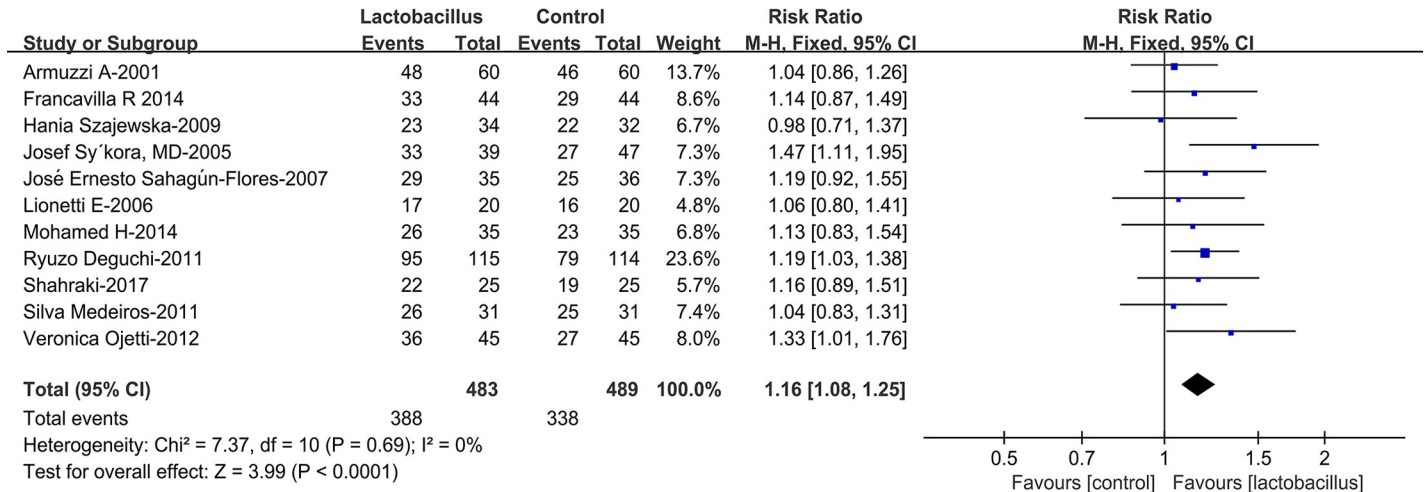 Lactobacillus Control Risk Ratio Risk Ratio
Study or Subgroup Events Total Events Total Weight M-H, Fixed, 95% CI M-H, Fixed, 95% CI
Armuzzi A-2001 48 60 46 60 13.7% 1.04 [0.86, 1.26]
Francavilla R 2014 33 44 29 44 8.6% 1.14 [0.87, 1.49]
Hania Szajewska-2009 23 34 22 32 6.7% 0.98 [0.71, 1.37]
Josef Sy´kora, MD-2005 33 39 27 47 7.3% 1.47 [1.11, 1.95]
José Ernesto Sahagún-Flores-2007 29 35 25 36 7.3% 1.19 [0.92, 1.55]
Lionetti E-2006 17 20 16 20 4.8% 1.06 [0.80, 1.41]
Mohamed H-2014 26 35 23 35 6.8% 1.13 [0.83, 1.54]
Ryuzo Deguchi-2011 95 115 79 114 23.6% 1.19 [1.03, 1.38]
Shahraki-2017 22 25 19 25 5.7% 1.16 [0.89, 1.51]
Silva Medeiros-2011 26 31 25 31 7.4% 1.04 [0.83, 1.31]
Veronica Ojetti-2012 36 45 27 45 8.0% 1.33 [1.01, 1.76]
Total (95% CI) 483 489 100.0% 1.16 [1.08, 1.25]
Total events 388 338
Heterogeneity: Chi² = 7.37, df = 10 (P = 0.69); I² = 0%
Test for overall effect: Z = 3.99 (P < 0.0001)
0.5 0.7 1 1.5 2
Favours [control] Favours [lactobacillus]